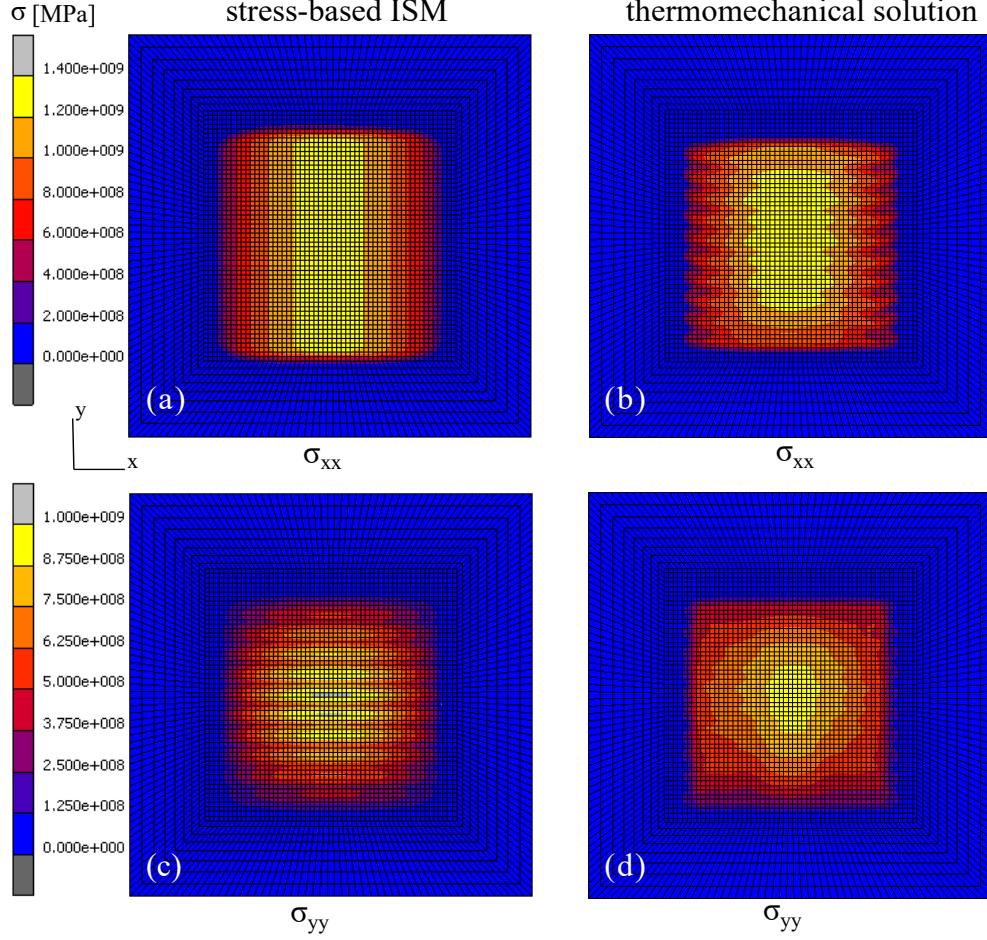 σ [MPa]
stress-based ISM
thermomechanical solution
1.400e+009
1.200e+009
1.000e+009
8.000e+008
6.000e+008
4.000e+008
2.000e+008
0.000e+000
(a)
(b)
y
x
σxx
σxx
1.000e+009
8.750e+008
7.500e+008
6.250e+008
5.000e+008
3.750e+008
2.500e+008
1.250e+008
0.000e+000
(c)
(d)
σyy
σyy